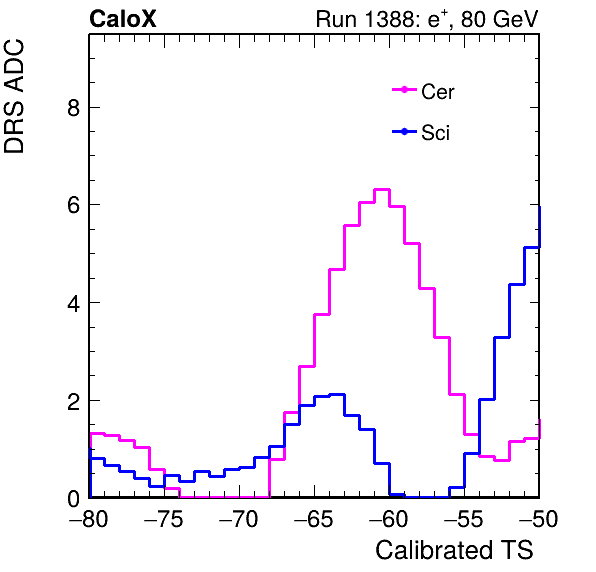 CaloX Run 1388: e⁺, 80 GeV
DRS ADC
Cer
Sci
8
6
4
2
0
−80 −75 −70 −65 −60 −55 −50
Calibrated TS